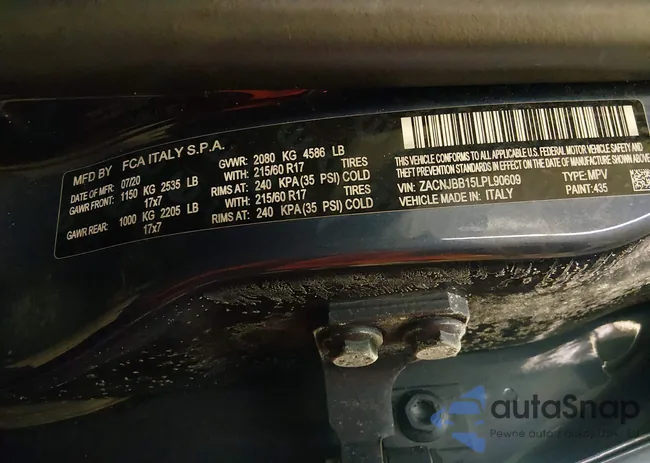 MFD BY FCA ITALY S.P.A.
DATE OF MFR: 07/20 GVWR: 2080 KG 4586 LB
GAWR FRONT: 1150 KG 2535 LB WITH: 215/60 R17 TIRES
17x7 RIMS AT: 240 KPA (35 PSI) COLD
GAWR REAR: 1000 KG 2205 LB WITH: 215/60 R17 TIRES
17x7 RIMS AT: 240 KPA (35 PSI) COLD
THIS VEHICLE CONFORMS TO ALL APPLICABLE U.S. FEDERAL MOTOR VEHICLE
SAFETY, BUMPER AND THEFT PREVENTION
STANDARDS IN EFFECT ON THE DATE OF MANUFACTURE SHOWN ABOVE.
VIN: ZACNJBB15LPL90609 TYPE: MPV
VEHICLE MADE IN: ITALY PAINT: 435
autaSnap
Pewne auto z